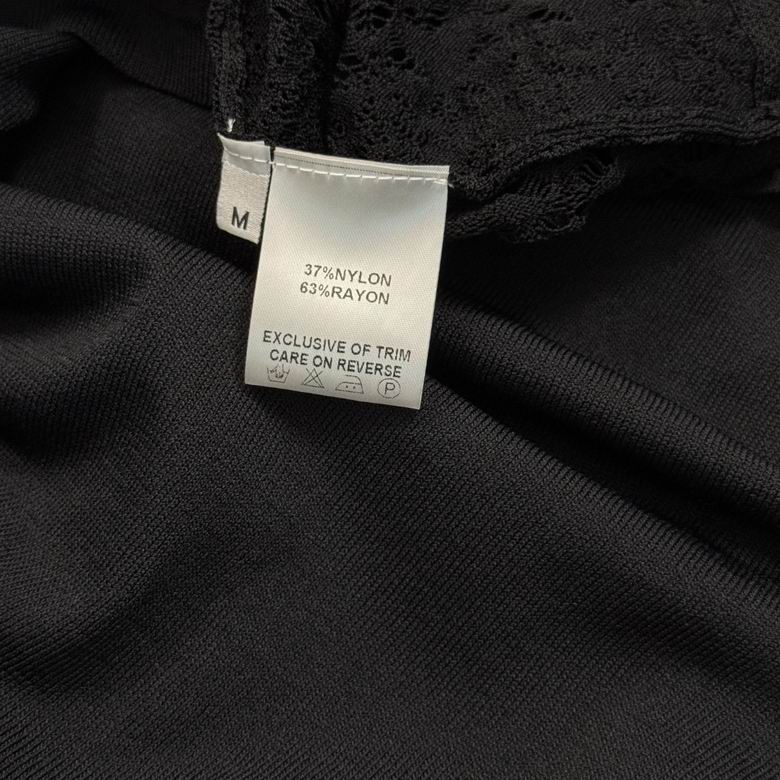 M
37%NYLON
63%RAYON
EXCLUSIVE OF TRIM
CARE ON REVERSE
P